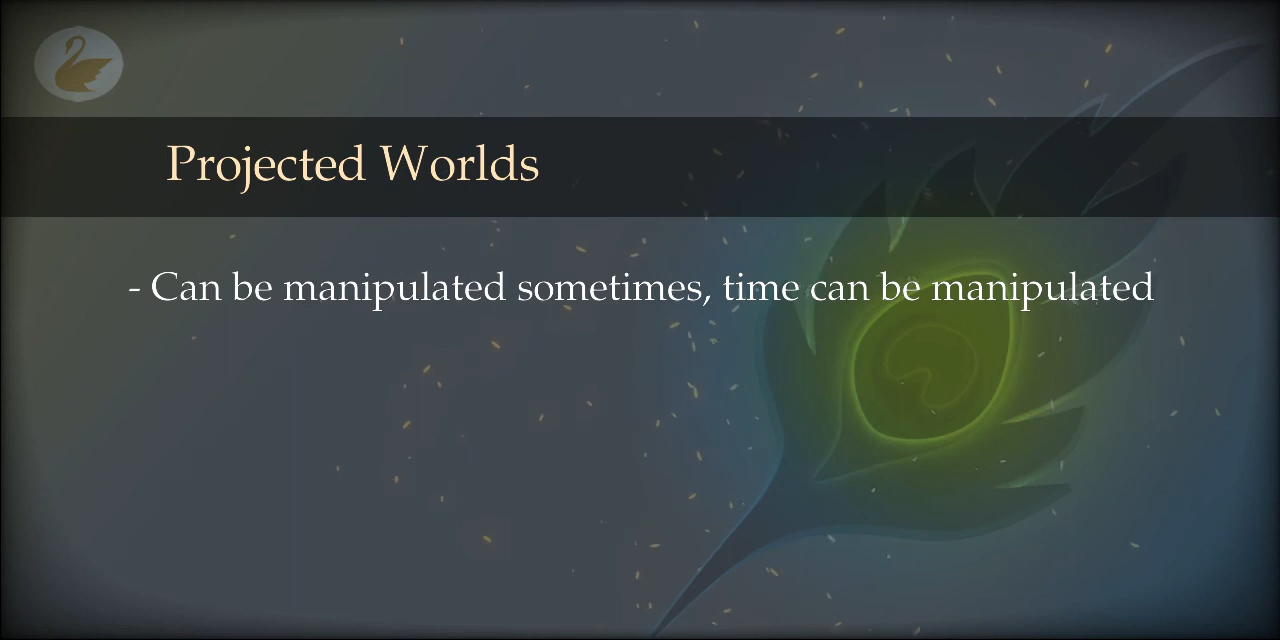 Projected Worlds
- Can be manipulated sometimes, time can be manipulated